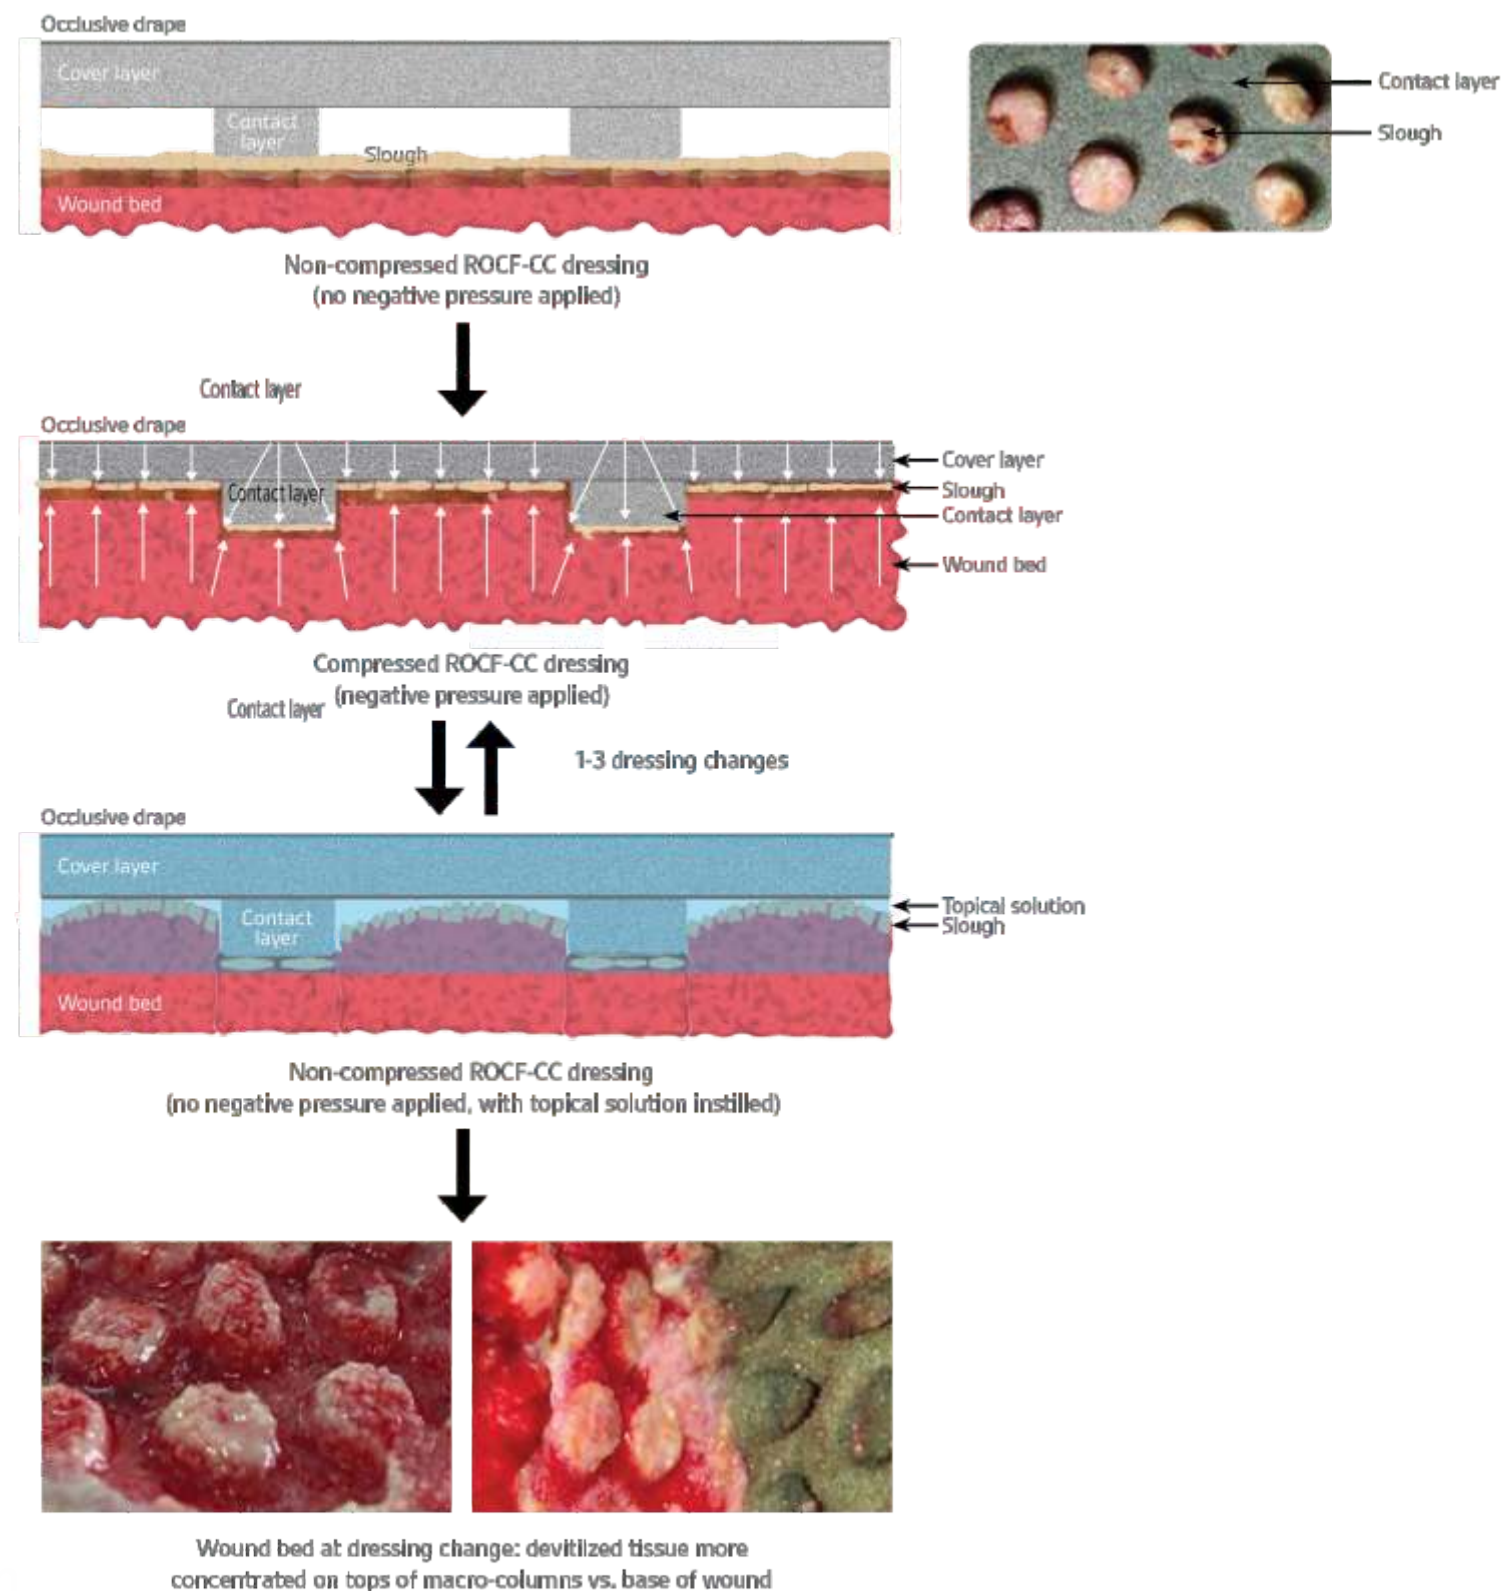 Occlusive drape
Cover layer
Contact
layer
Slough
Wound bed
Contact layer
Slough
Non-compressed ROCF-CC dressing
(no negative pressure applied)
Contact layer
Occlusive drape
Contact layer
Cover layer
Slough
Contact layer
Wound bed
Compressed ROCF-CC dressing
(negative pressure applied)
Contact layer
1-3 dressing changes
Occlusive drape
Cover layer
Contact
layer
Topical solution
Slough
Wound bed
Non-compressed ROCF-CC dressing
(no negative pressure applied, with topical solution instilled)
Wound bed at dressing change: devitilized tissue more
concentrated on tops of macro-columns vs. base of wound